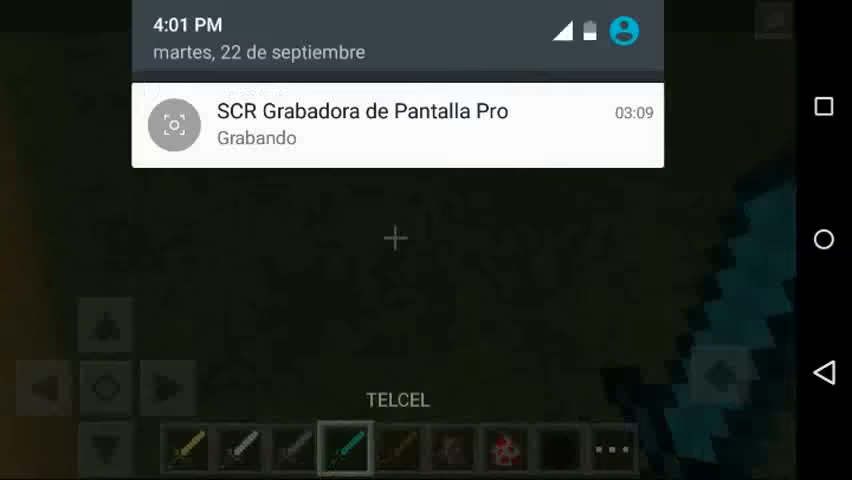 4:01 PM
martes, 22 de septiembre
SCR Grabadora de Pantalla Pro
03:09
Grabando
TELCEL